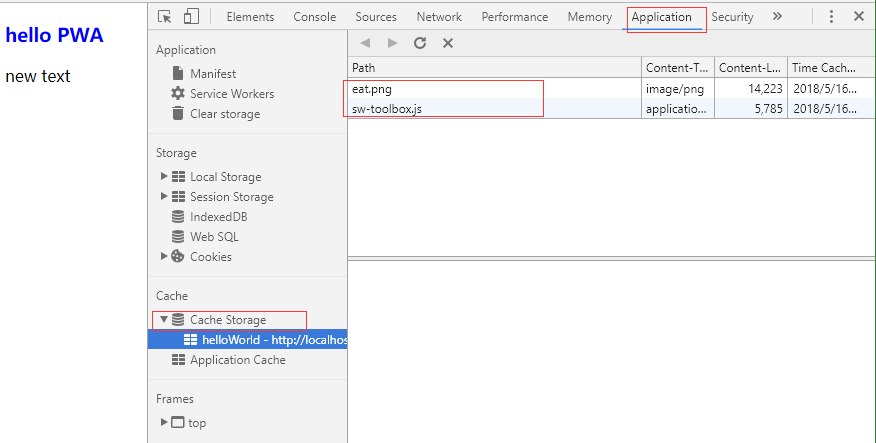 hello PWA
new text
Elements Console Sources Network Performance Memory Application Security »
Application
Manifest
Service Workers
Clear storage
Storage
Local Storage
Session Storage
IndexedDB
Web SQL
Cookies
Cache
Cache Storage
helloWorld - http://localhos
Application Cache
Frames
top
Path Content-T... Content-L... Time Cach...
eat.png image/png 14,223 2018/5/16...
sw-toolbox.js applicatio... 5,785 2018/5/16...